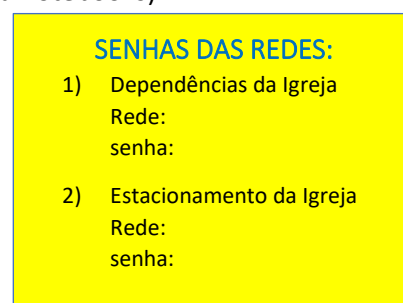 SENHAS DAS REDES:
1) Dependências da Igreja
Rede:
senha:
2) Estacionamento da Igreja
Rede:
senha: